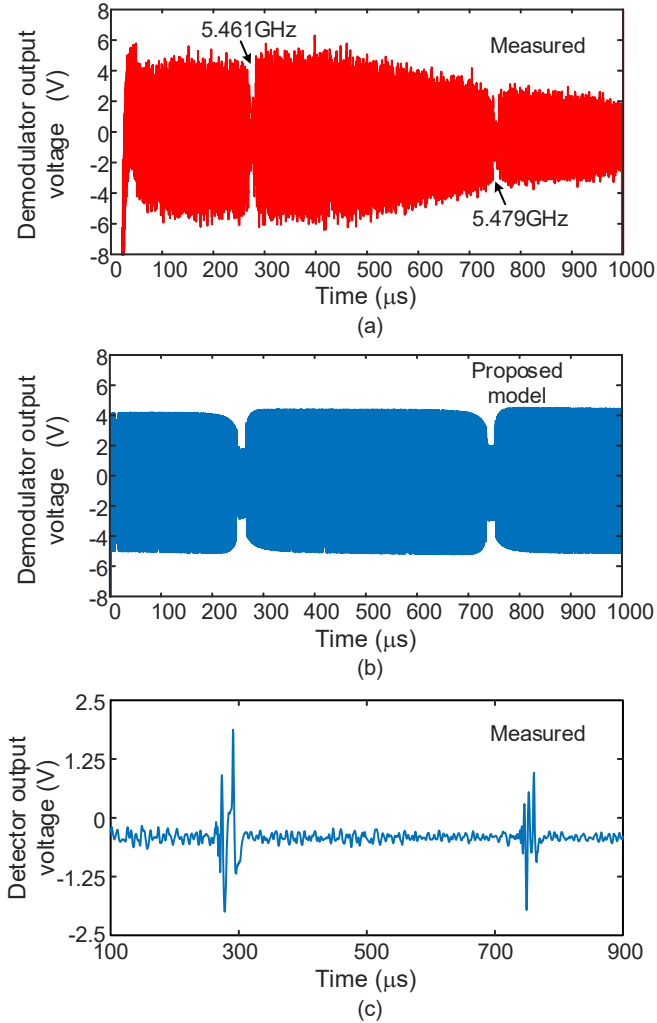 Demodulator output
voltage (V)
8
6
4
2
0
-2
-4
-6
-8
5.461GHz
Measured
5.479GHz
0 100 200 300 400 500 600 700 800 900 1000
Time (μs)
(a)
Demodulator output
voltage (V)
8
6
4
2
0
-2
-4
-6
-8
Proposed
model
0 100 200 300 400 500 600 700 800 900 1000
Time (μs)
(b)
Detector output
voltage (V)
2.5
1.25
0
-1.25
-2.5
Measured
100 300 500 700 900
Time (μs)
(c)